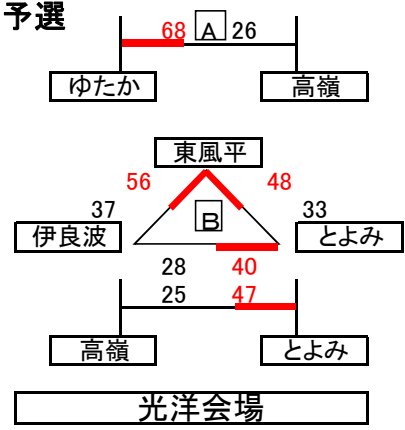 予選
68 A 26
ゆたか 高嶺
東風平
56 48
37 B 33
伊良波 とよみ
28 40
25 47
高嶺 とよみ
光洋会場